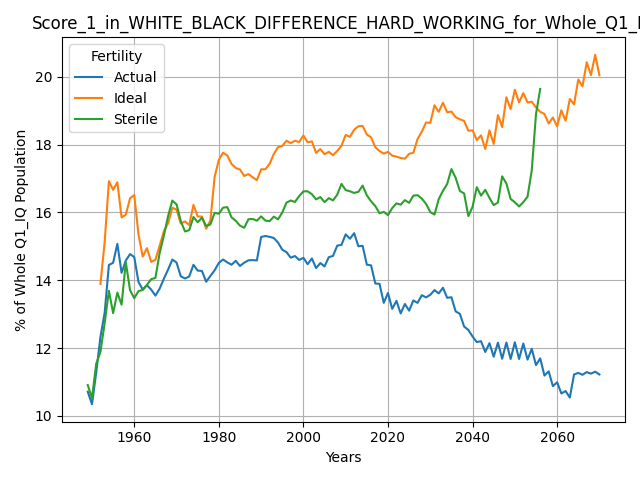 Score_1_in_WHITE_BLACK_DIFFERENCE_HARD_WORKING_for_Whole_Q1_
Fertility
Actual
Ideal
Sterile
% of Whole Q1_IQ Population
20
18
16
14
12
10
1960
1980
2000
2020
2040
2060
Years